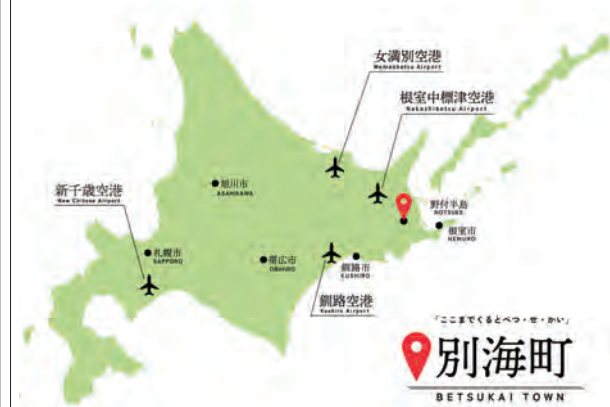 女満別空港
Memanbetsu Airport
根室中標津空港
Nakashibetsu Airport
新千歳空港
New Chitose Airport
旭川市
ASAHIKAWA
野付半島
NOTSUKE
根室市
NEMURO
札幌市
SAPPORO
帯広市
OBIHIRO
釧路市
KUSHIRO
釧路空港
Kushiro Airport
「ここまでくるとべつ・せ・かい」
別海町
BETSUKAI TOWN